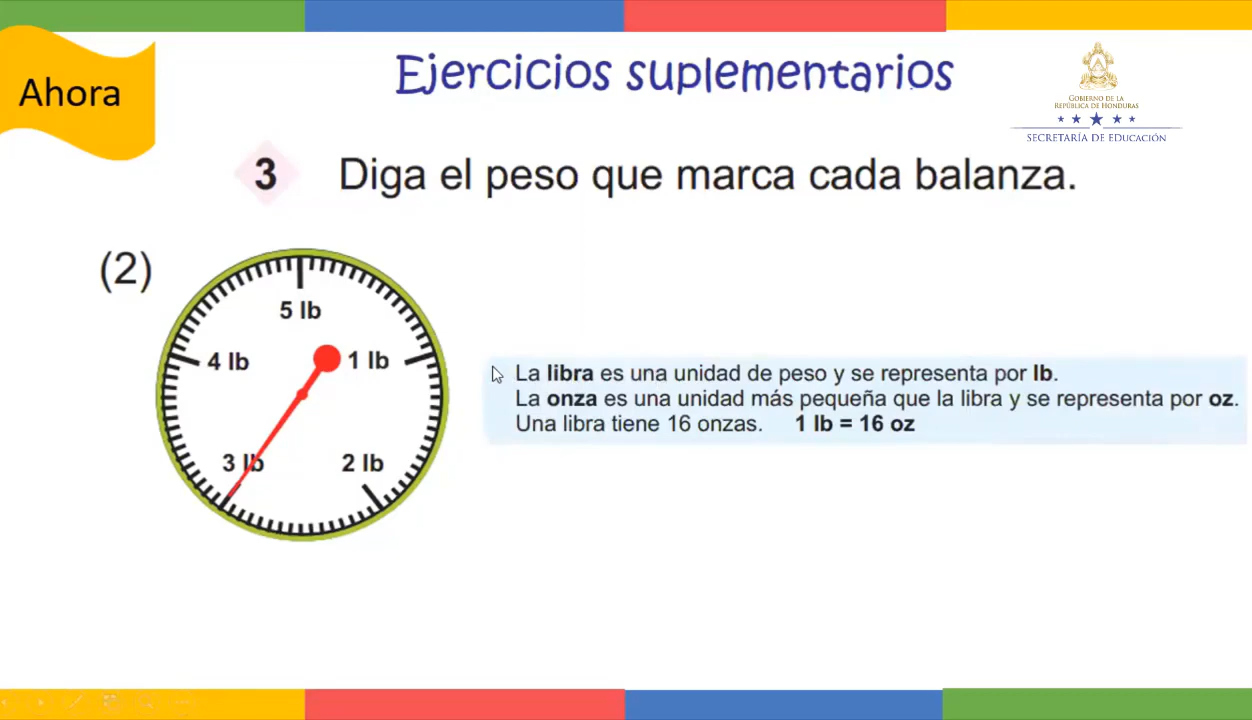 Ahora
Ejercicios suplementarios
GOBIERNO DE LA
REPÚBLICA DE HONDURAS
SECRETARÍA DE EDUCACIÓN
3 Diga el peso que marca cada balanza.
(2)
5 lb
4 lb
1 lb
3 lb
2 lb
La libra es una unidad de peso y se representa por lb.
La onza es una unidad más pequeña que la libra y se representa por oz.
Una libra tiene 16 onzas. 1 lb = 16 oz